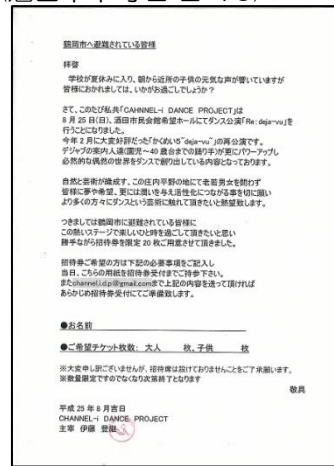 鶴岡市へ避難されている皆様
拝啓
学校が夏休みに入り、朝から近所の子供の元気な声が響いていますが
皆様におかれましては、いかがお過ごしでしょうか?
さて、このたび私共「CAHNNEL-i DANCE PROJECT」は
8月25日(日)、酒田市民会館希望ホールにてダンス公演「Re:deja-vu」を
行うことになりました。
今年2月に大変好評だった「かくめい5~deja-vu~」の再公演です。
デジャブの案内人達(園児~40歳台までの踊り手)が更にパワーアップし
必然的な偶然の世界をダンスで創り出している内容となっております。
自然と芸術が織成す、この庄内平野の地にて老若男女を問わず
皆様に夢や希望、更には潤いを与え活性化につながる事を切に願い
より多くの方々にダンスという芸術に触れて頂きたいと熱望致します。
つきましては鶴岡市に避難されている皆様に
この熱いステージで楽しいひと時を過ごして頂きたいと思い
勝手ながら招待券を限定20枚ご用意させて頂きました。
招待券ご希望の方は下記の必要事項をご記入し
当日、こちらの用紙を招待券受付までご持参下さい。
またchannel.i.d.p@gmail.comまで上記の内容を送って頂ければ
あらかじめ招待券受付にてご準備致します。
●お名前
●ご希望チケット枚数: 大人 枚、子供 枚
※大変申し訳ございませんが、招待席は設けておりませんことをご了承願います。
※数量限定ですのでなくなり次第終了となります
敬具
平成25年8月吉日
CHANNEL-i DANCE PROJECT
主宰 伊藤